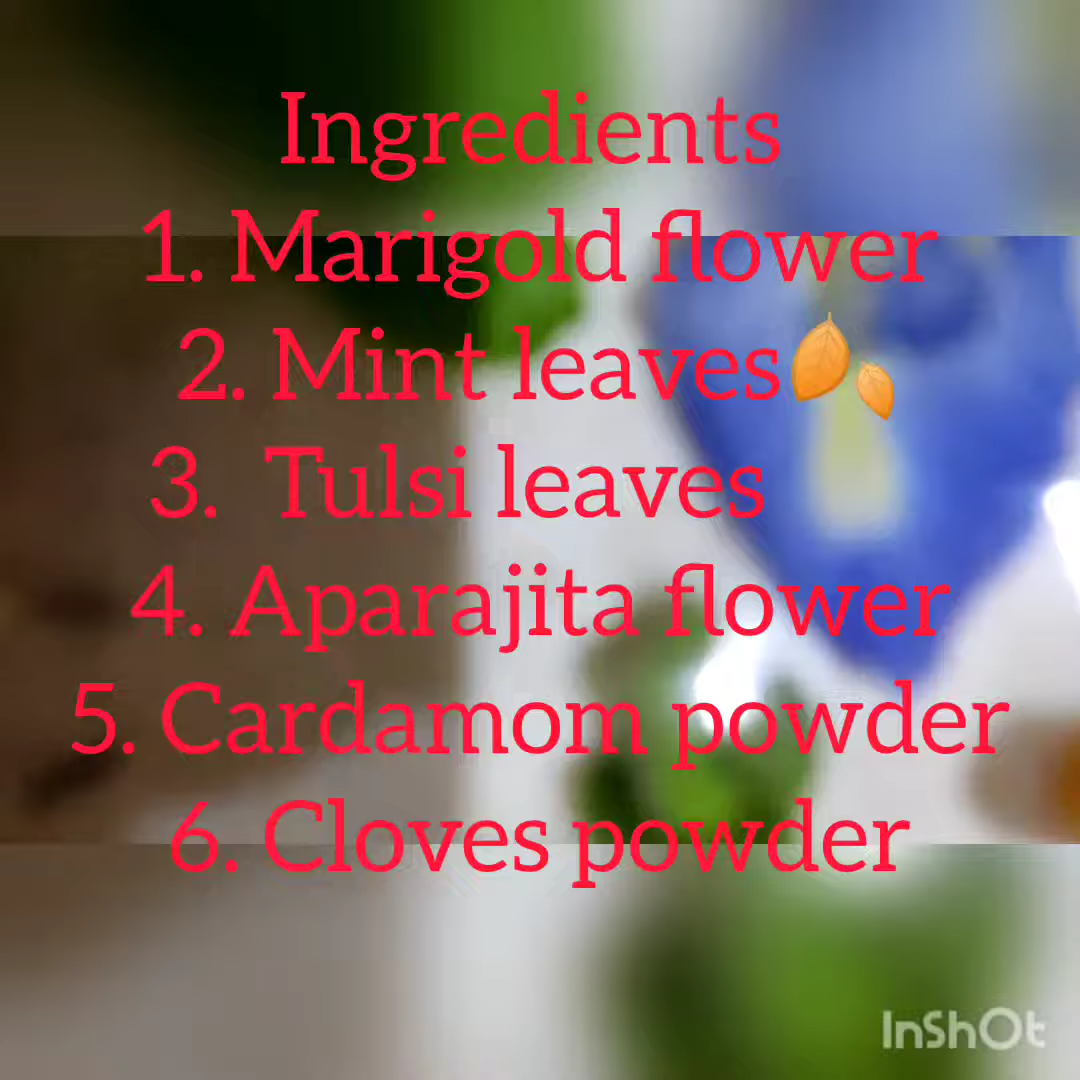 Ingredients
1. Marigold flower
2. Mint leaves🍂
3. Tulsi leaves
4. Aparajita flower
5. Cardamom powder
6. Cloves powder
InShOt